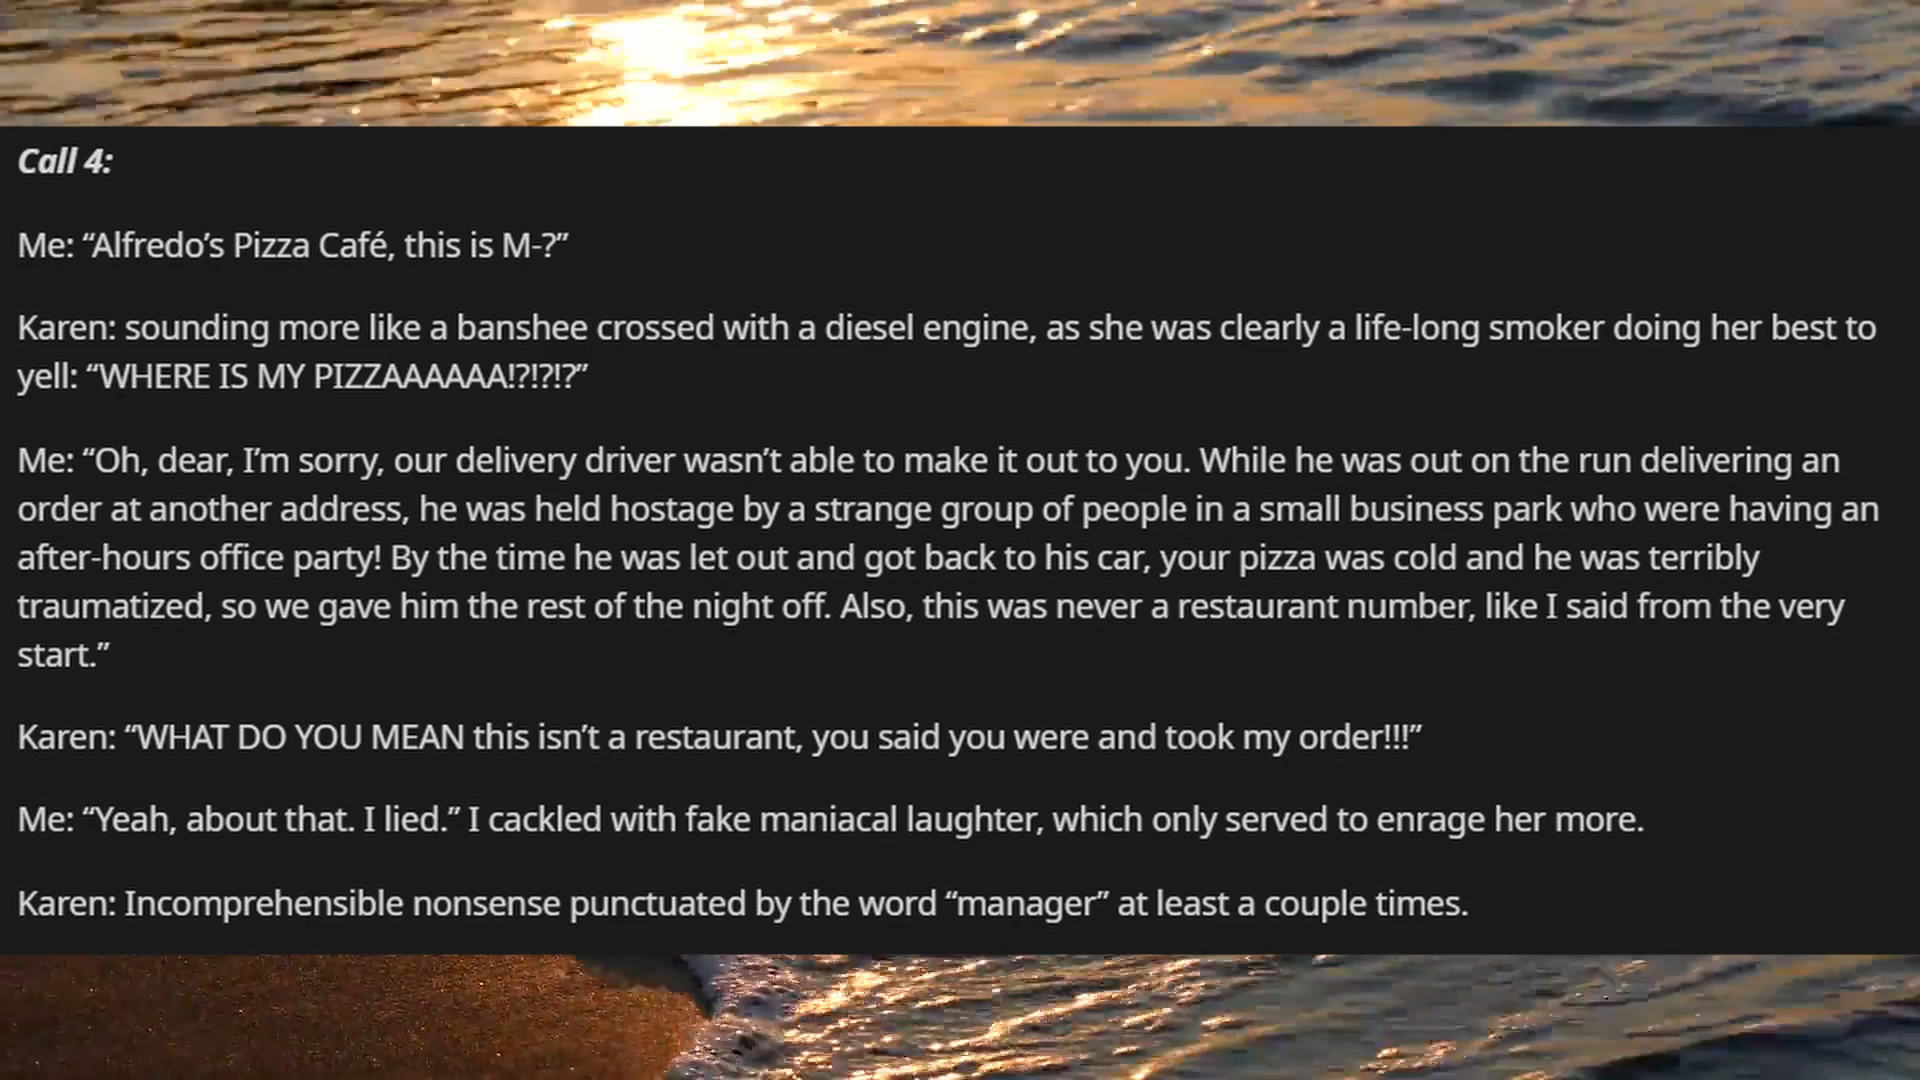 Call 4:
Me: “Alfredo’s Pizza Café, this is M-?”
Karen: sounding more like a banshee crossed with a diesel engine, as she was clearly a life-long smoker doing her best to
yell: “WHERE IS MY PIZZAAAAAA!?!?!?”
Me: “Oh, dear, I’m sorry, our delivery driver wasn’t able to make it out to you. While he was out on the run delivering an
order at another address, he was held hostage by a strange group of people in a small business park who were having an
after-hours office party! By the time he was let out and got back to his car, your pizza was cold and he was terribly
traumatized, so we gave him the rest of the night off. Also, this was never a restaurant number, like I said from the very
start.”
Karen: “WHAT DO YOU MEAN this isn’t a restaurant, you said you were and took my order!!!”
Me: “Yeah, about that. I lied.” I cackled with fake maniacal laughter, which only served to enrage her more.
Karen: Incomprehensible nonsense punctuated by the word “manager” at least a couple times.